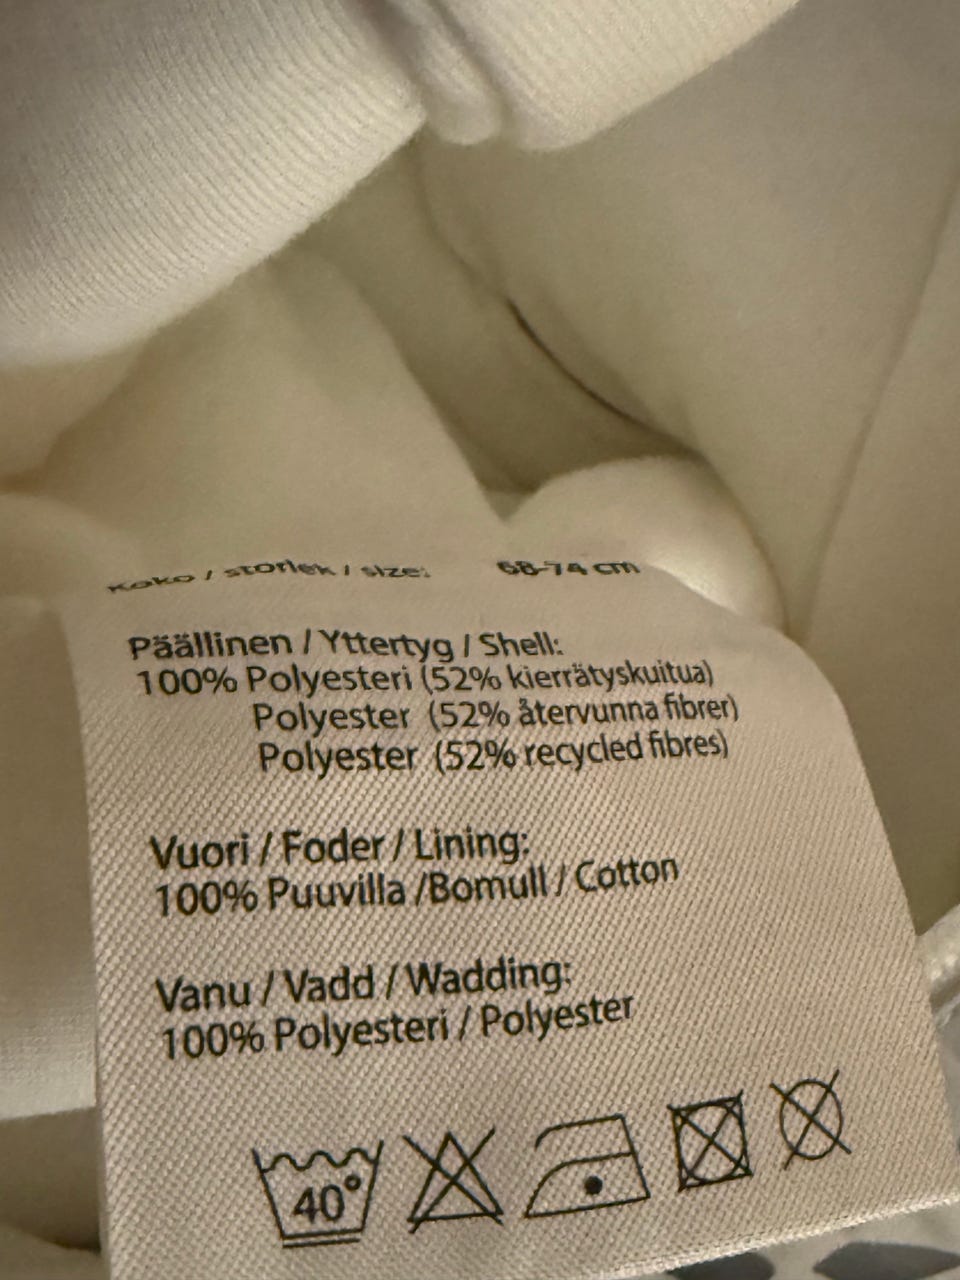 Koko / storlek / size: 68-74 cm
Päällinen / Yttertyg / Shell:
100% Polyesteri (52% kierrätyskuitua)
Polyester (52% återvunna fibrer)
Polyester (52% recycled fibres)
Vuori / Foder / Lining:
100% Puuvilla /Bomull / Cotton
Vanu / Vadd / Wadding:
100% Polyesteri / Polyester
40°